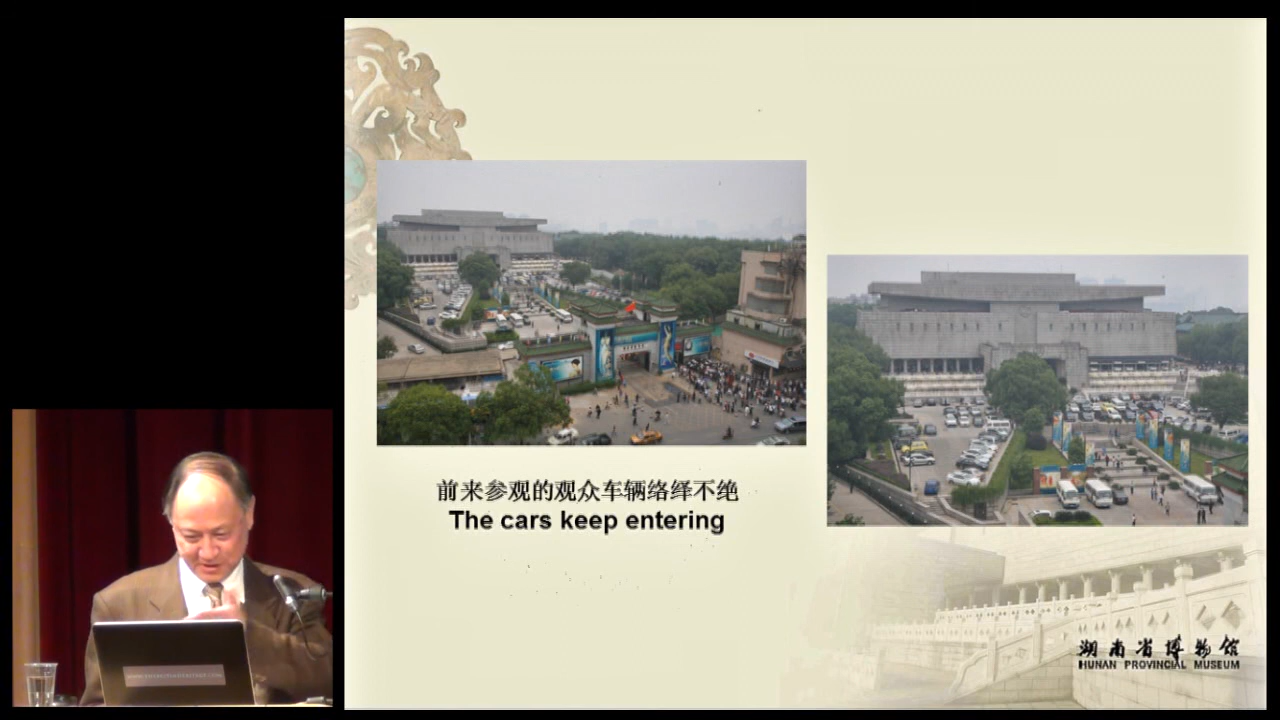 前来参观的观众车辆络绎不绝
The cars keep entering
湖南省博物馆
HUNAN PROVINCIAL MUSEUM